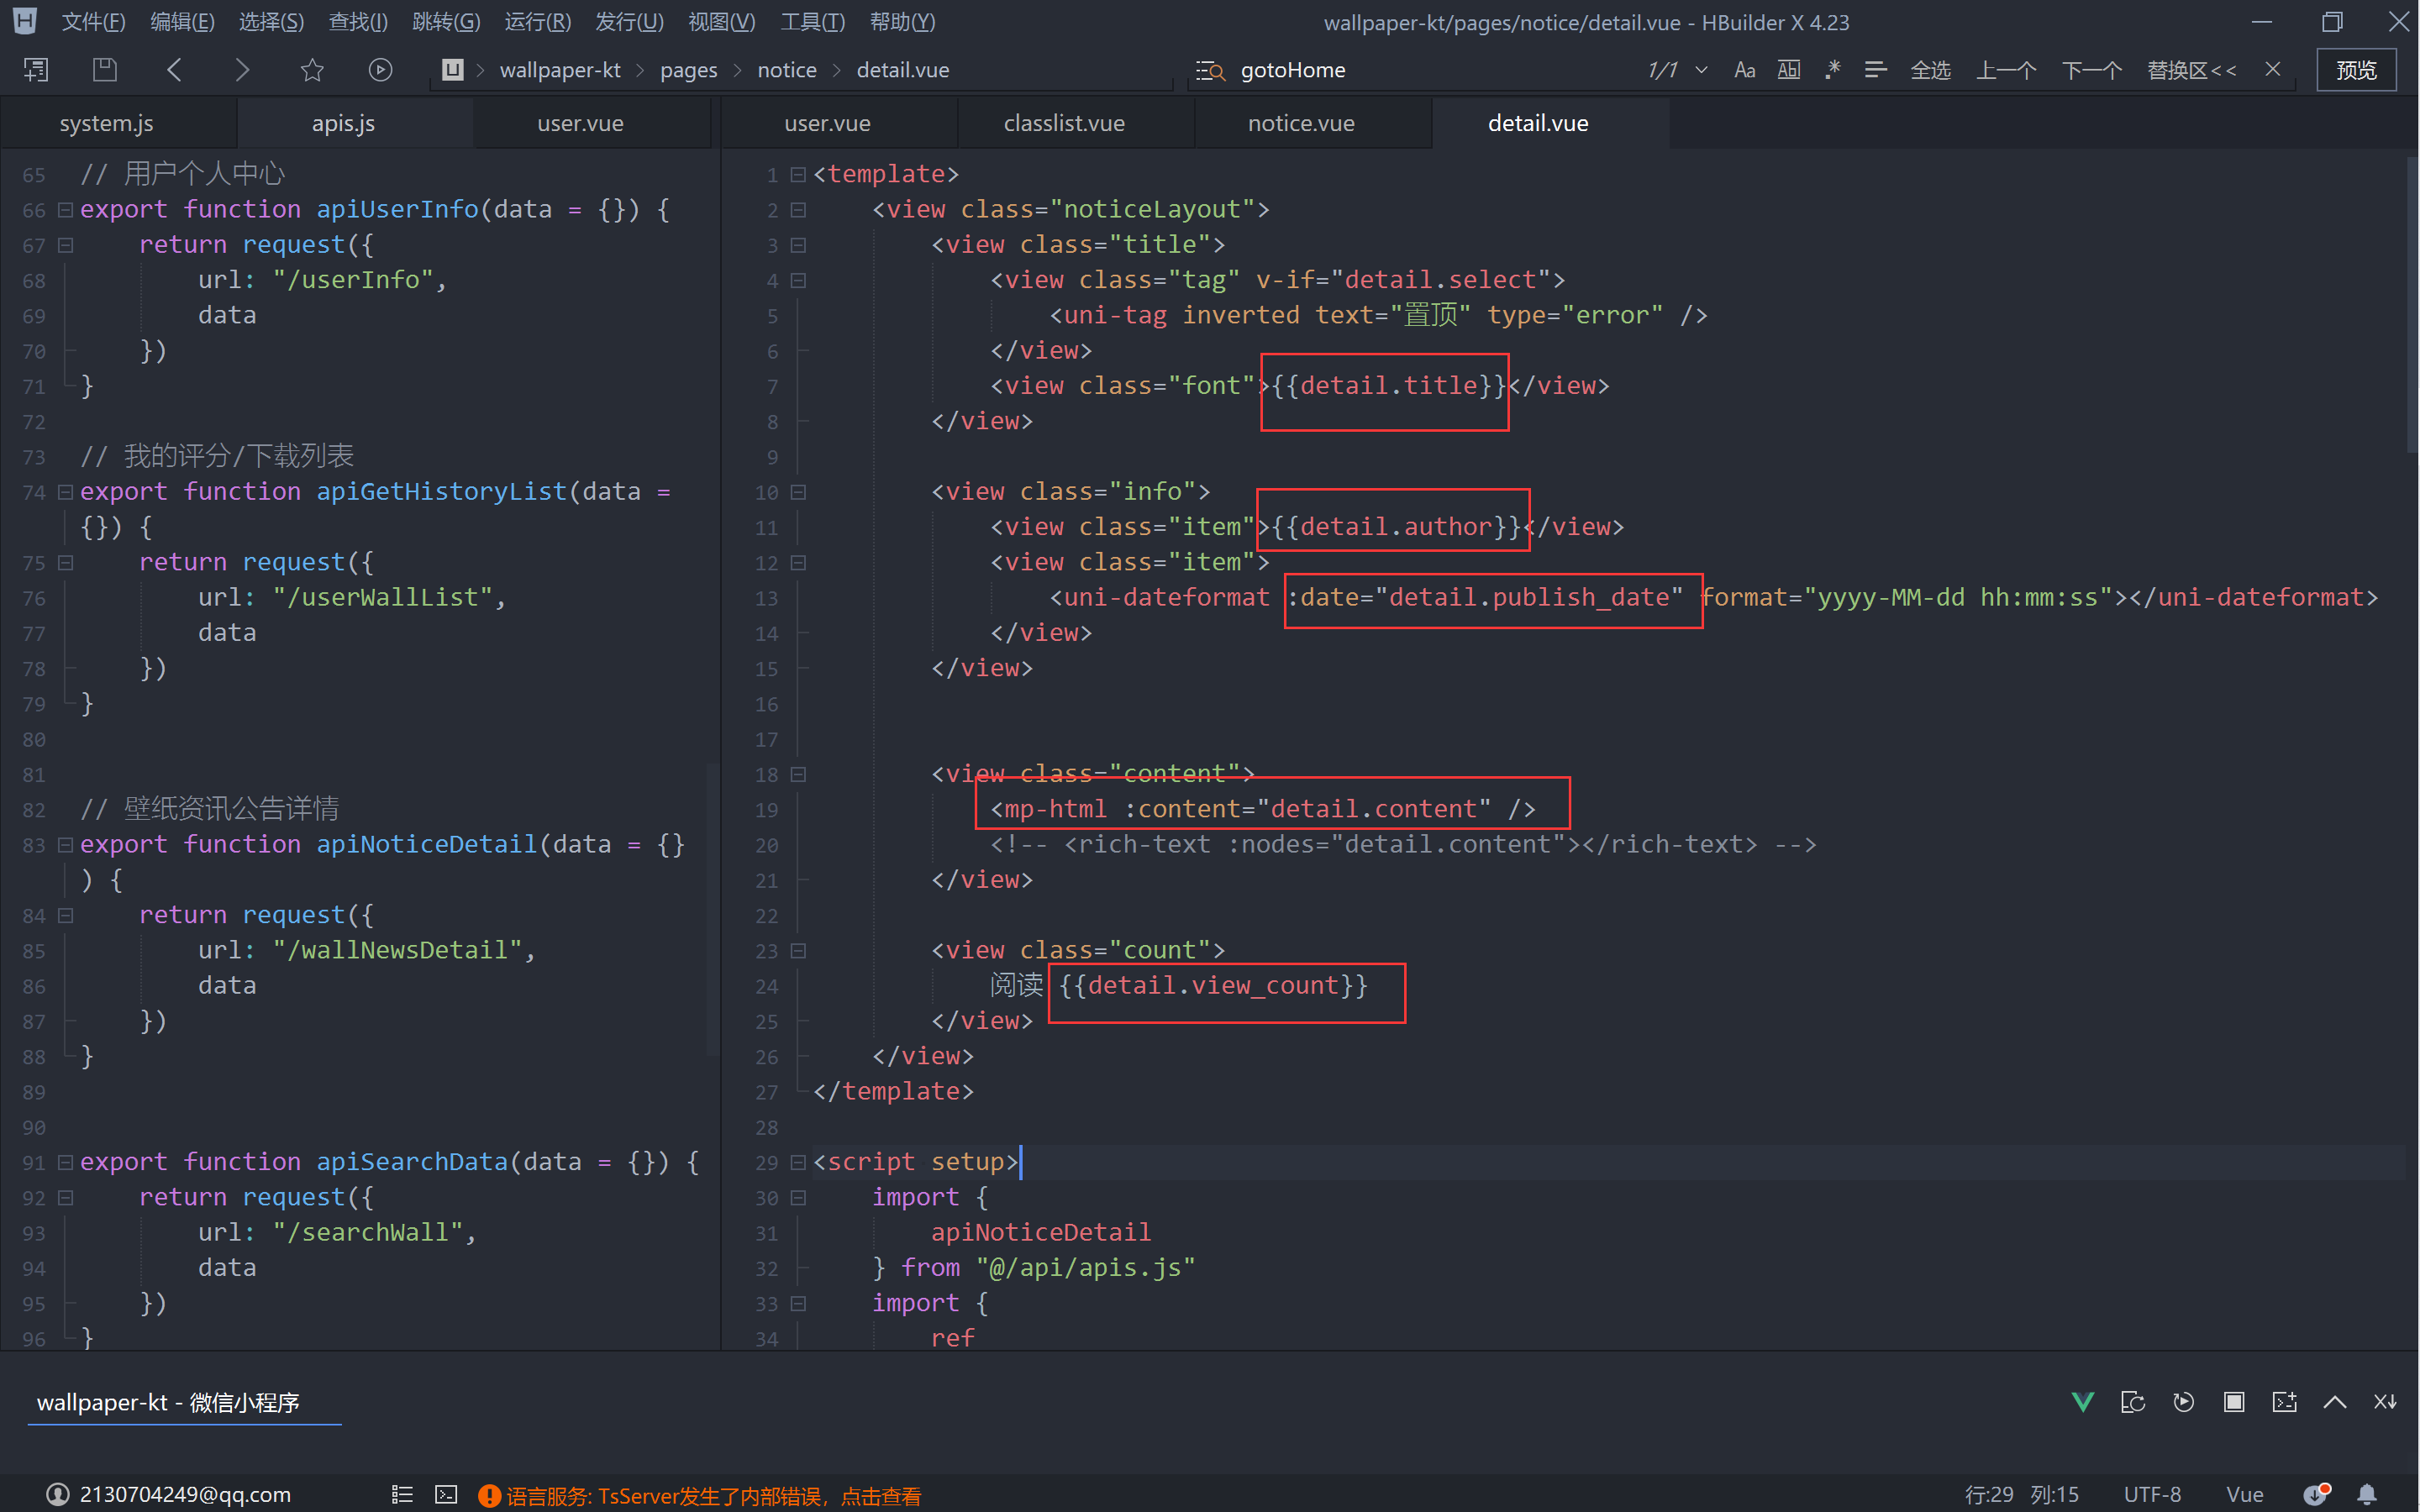 文件(F) 编辑(E) 选择(S) 查找(I) 跳转(G) 运行(R) 发行(U) 视图(V) 工具(T) 帮助(Y)
wallpaper-kt/pages/notice/detail.vue - HBuilder X 4.23
wallpaper-kt > pages > notice > detail.vue
gotoHome
1/1 Aa Ab .* 全选 上一个 下一个 替换区<< 预览
system.js apis.js user.vue
65 // 用户个人中心
66 export function apiUserInfo(data = {}) {
67 return request({
68 url: "/userInfo",
69 data
70 })
71 }
72
73 // 我的评分/下载列表
74 export function apiGetHistoryList(data =
{}) {
75 return request({
76 url: "/userWallList",
77 data
78 })
79 }
80
81
82 // 壁纸资讯公告详情
83 export function apiNoticeDetail(data = {}
) {
84 return request({
85 url: "/wallNewsDetail",
86 data
87 })
88 }
89
90
91 export function apiSearchData(data = {}) {
92 return request({
93 url: "/searchWall",
94 data
95 })
96 }
user.vue classlist.vue notice.vue detail.vue
1 <template>
2 <view class="noticeLayout">
3 <view class="title">
4 <view class="tag" v-if="detail.select">
5 <uni-tag inverted text="置顶" type="error" />
6 </view>
7 <view class="font">{{detail.title}}</view>
8 </view>
9
10 <view class="info">
11 <view class="item">{{detail.author}}</view>
12 <view class="item">
13 <uni-dateformat :date="detail.publish_date" format="yyyy-MM-dd hh:mm:ss"></uni-dateformat>
14 </view>
15 </view>
16
17
18 <view class="content">
19 <mp-html :content="detail.content" />
20 <!-- <rich-text :nodes="detail.content"></rich-text> -->
21 </view>
22
23 <view class="count">
24 阅读 {{detail.view_count}}
25 </view>
26 </view>
27 </template>
28
29 <script setup>
30 import {
31 apiNoticeDetail
32 } from "@/api/apis.js"
33 import {
34 ref
wallpaper-kt - 微信小程序
2130704249@qq.com
语言服务: TsServer发生了内部错误，点击查看
行:29 列:15 UTF-8 Vue